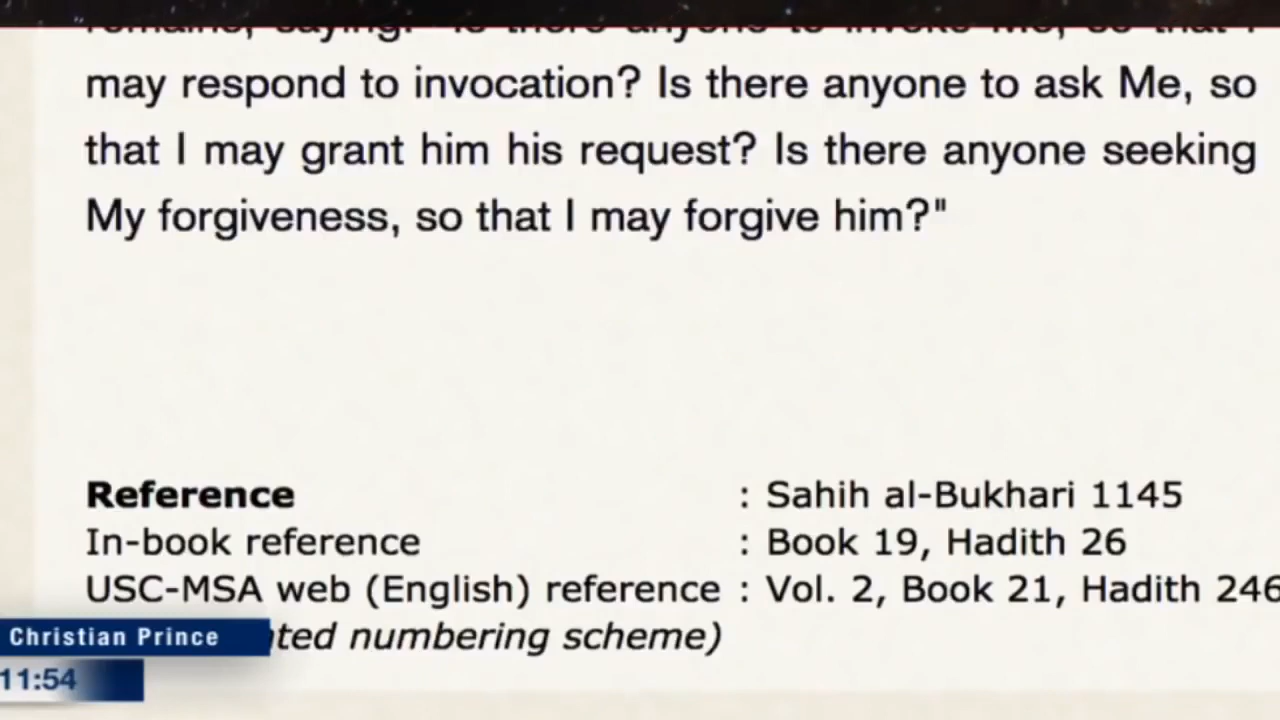 may respond to invocation? Is there anyone to ask Me, so
that I may grant him his request? Is there anyone seeking
My forgiveness, so that I may forgive him?"
Reference : Sahih al-Bukhari 1145
In-book reference : Book 19, Hadith 26
USC-MSA web (English) reference : Vol. 2, Book 21, Hadith 246
numbering scheme)
Christian Prince
11:54